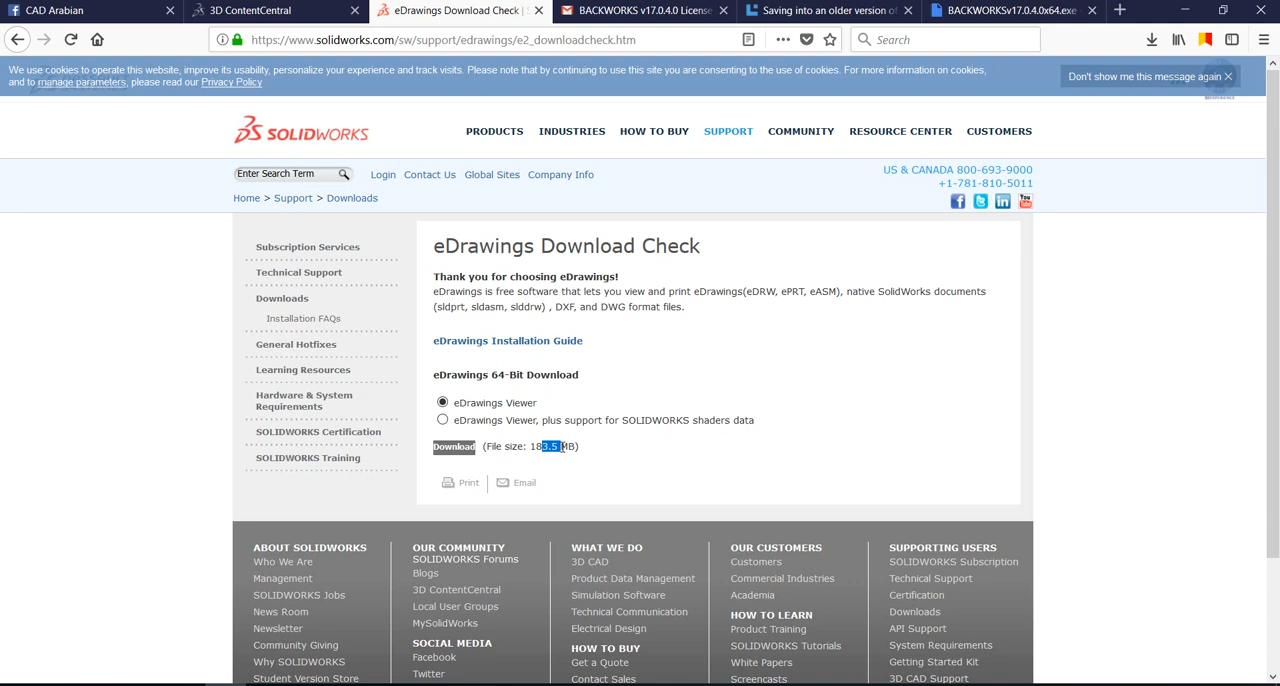 CAD Arabian
3D ContentCentral
eDrawings Download Check | S
BACKWORKS v17.0.4.0 License
Saving into an older version of
BACKWORKSv17.0.4.0x64.exe -
https://www.solidworks.com/sw/support/edrawings/e2_downloadcheck.htm
Search
We use cookies to operate this website, improve its usability, personalize your experience and track visits. Please note that by continuing to use this site you are consenting to the use of cookies. For more information on cookies,
and to manage parameters, please read our Privacy Policy
Don't show me this message again
SOLIDWORKS
PRODUCTS
INDUSTRIES
HOW TO BUY
SUPPORT
COMMUNITY
RESOURCE CENTER
CUSTOMERS
Enter Search Term
Login
Contact Us
Global Sites
Company Info
US & CANADA 800-693-9000
+1-781-810-5011
Home > Support > Downloads
Subscription Services
Technical Support
Downloads
Installation FAQs
General Hotfixes
Learning Resources
Hardware & System
Requirements
SOLIDWORKS Certification
SOLIDWORKS Training
eDrawings Download Check
Thank you for choosing eDrawings!
eDrawings is free software that lets you view and print eDrawings(eDRW, ePRT, eASM), native SolidWorks documents
(sldprt, sldasm, slddrw) , DXF, and DWG format files.
eDrawings Installation Guide
eDrawings 64-Bit Download
eDrawings Viewer
eDrawings Viewer, plus support for SOLIDWORKS shaders data
Download (File size: 183.5 MB)
Print
Email
ABOUT SOLIDWORKS
Who We Are
Management
SOLIDWORKS Jobs
News Room
Newsletter
Community Giving
Why SOLIDWORKS
Student Version Store
OUR COMMUNITY
SOLIDWORKS Forums
Blogs
3D ContentCentral
Local User Groups
MySolidWorks
SOCIAL MEDIA
Facebook
Twitter
WHAT WE DO
3D CAD
Product Data Management
Simulation Software
Technical Communication
Electrical Design
HOW TO BUY
Get a Quote
Contact Sales
OUR CUSTOMERS
Customers
Commercial Industries
Academia
HOW TO LEARN
Product Training
SOLIDWORKS Tutorials
White Papers
Screencasts
SUPPORTING USERS
SOLIDWORKS Subscription
Technical Support
Certification
Downloads
API Support
System Requirements
Getting Started Kit
3D CAD Support